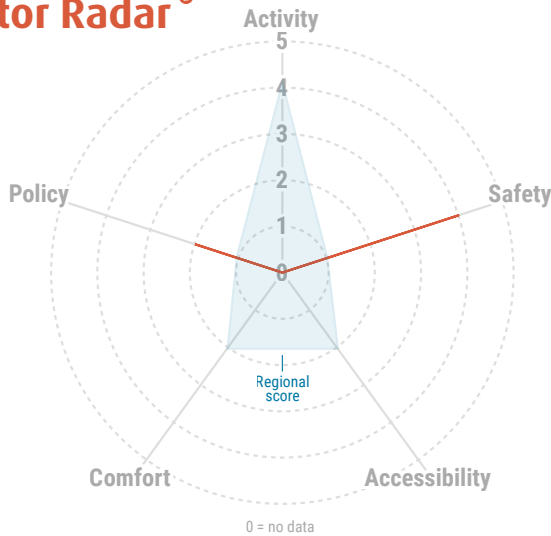 tor Radar
Activity
5
4
3
2
1
0
Policy
Safety
Regional
score
Comfort
Accessibility
0 = no data